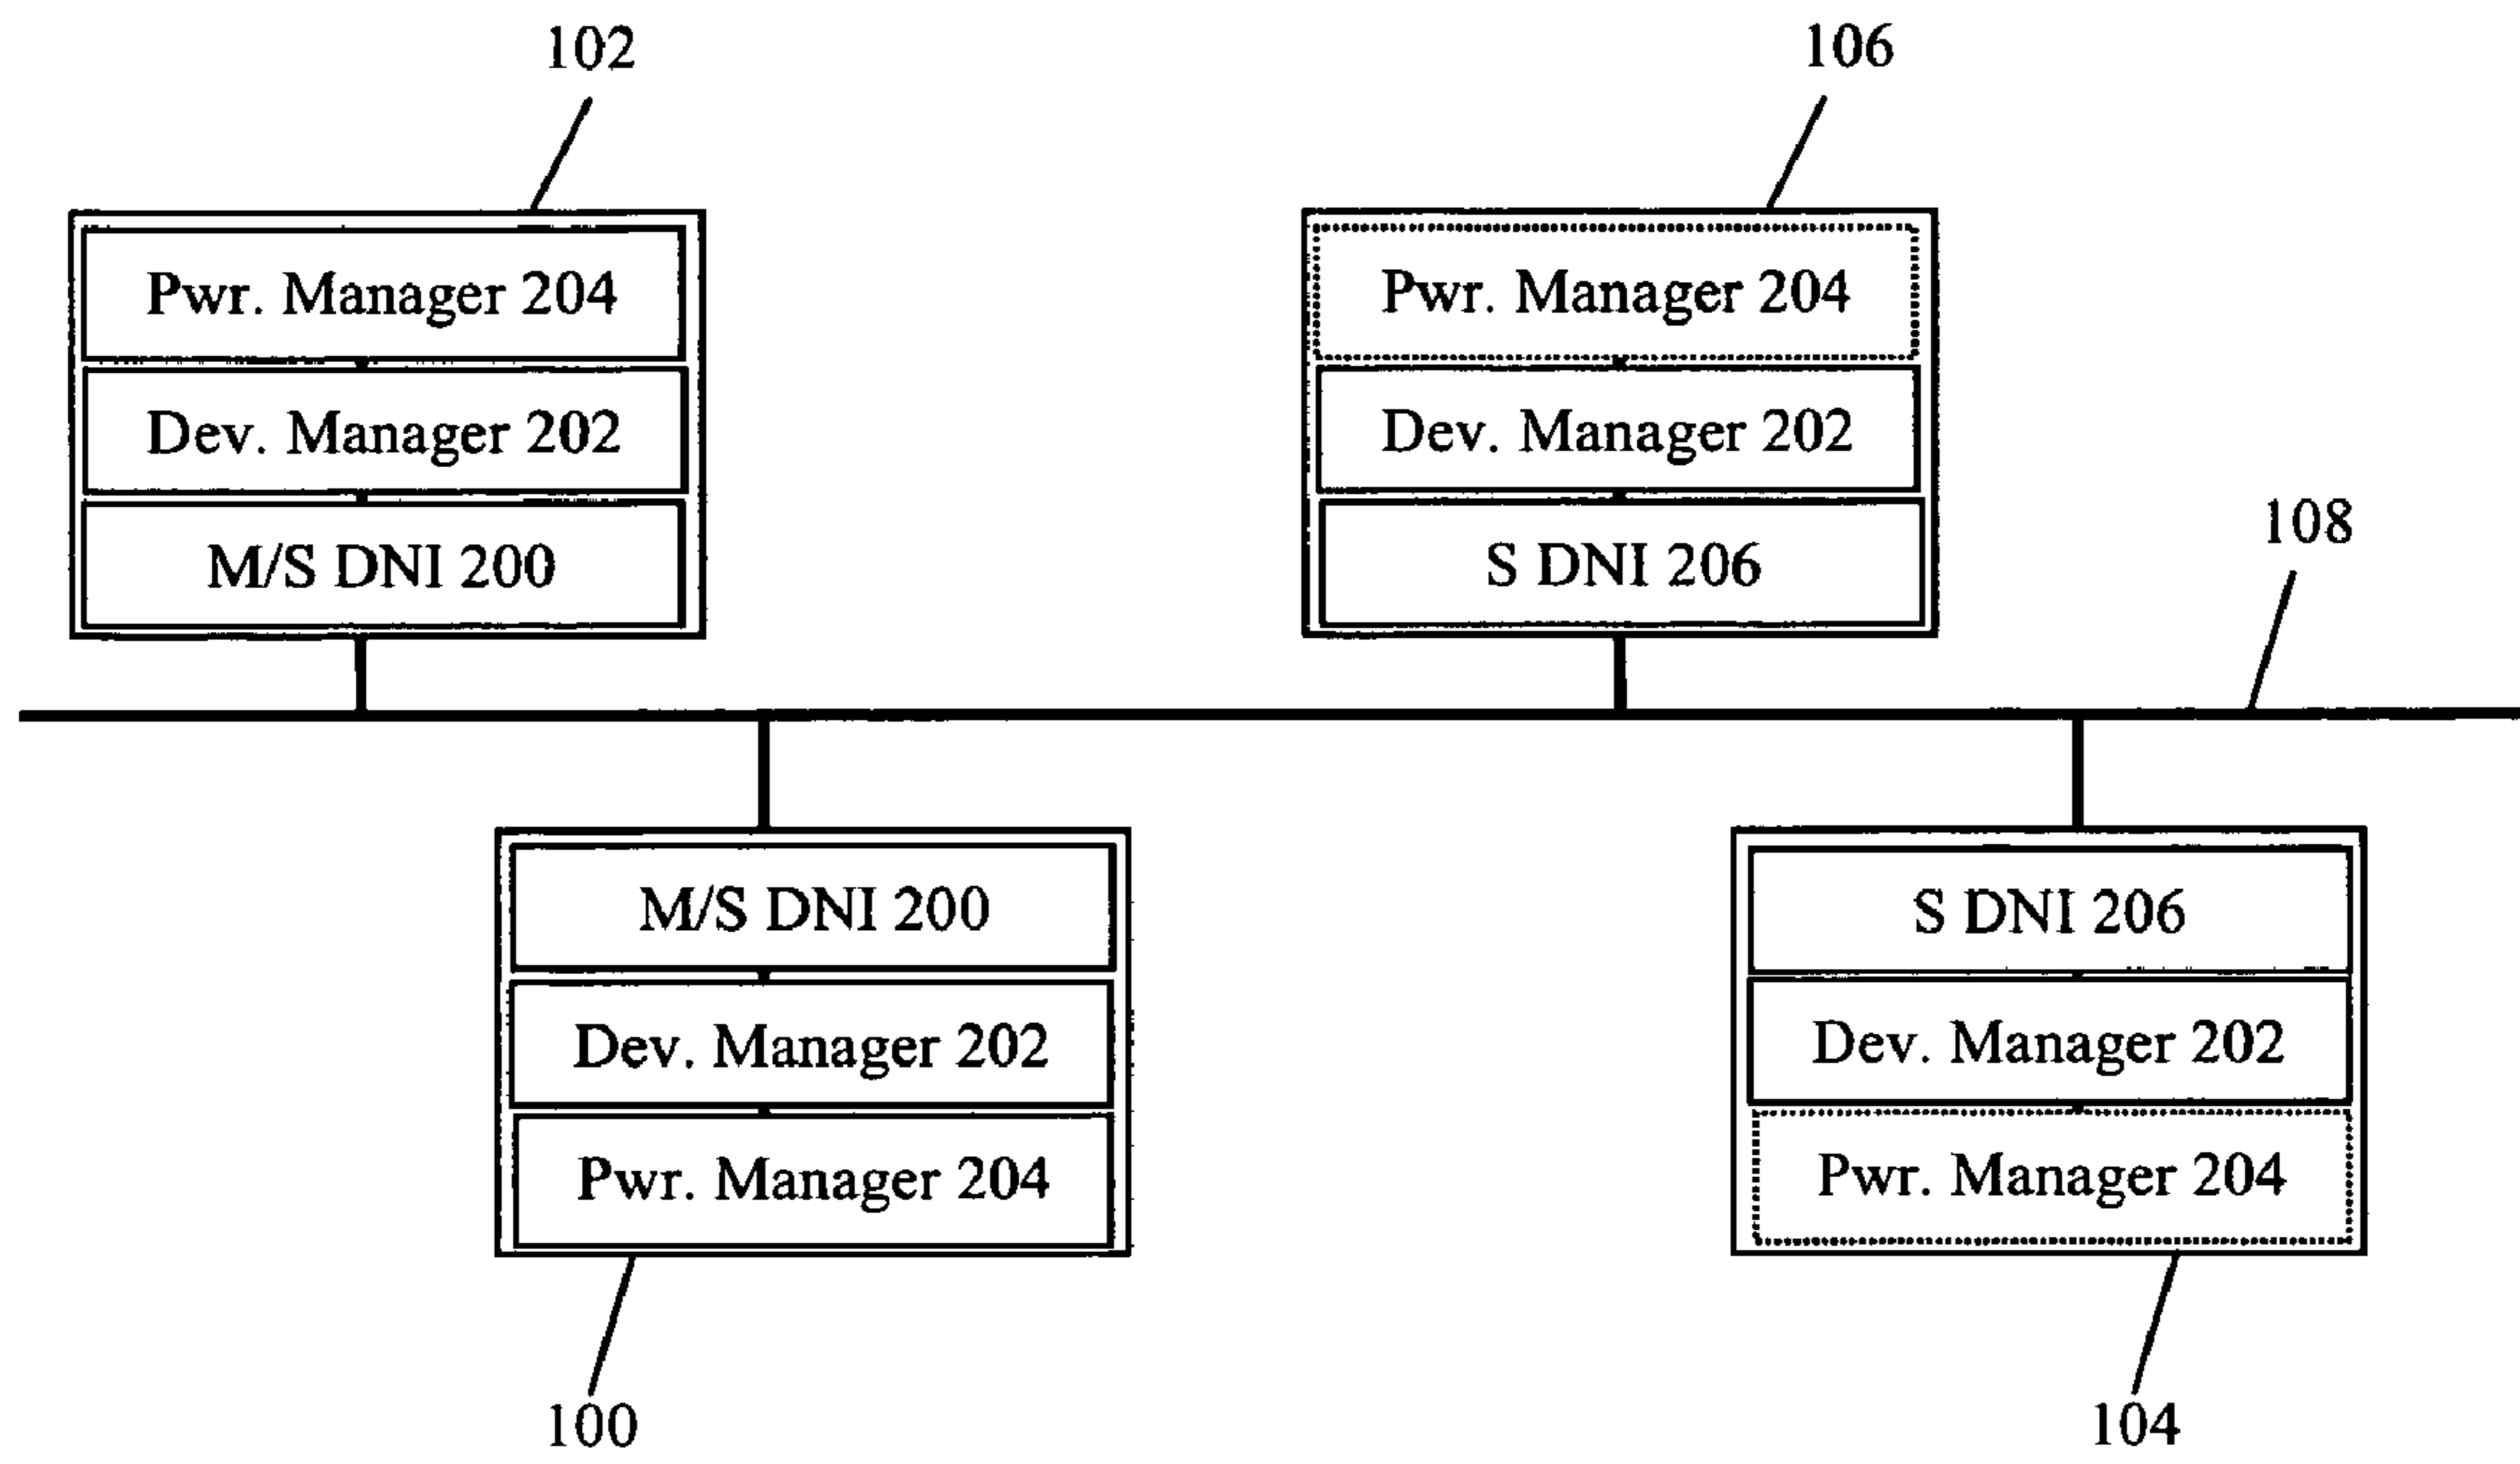 102
106
Pwr. Manager 204
Dev. Manager 202
M/S DNI 200
Pwr. Manager 204
Dev. Manager 202
S DNI 206
108
M/S DNI 200
Dev. Manager 202
Pwr. Manager 204
S DNI 206
Dev. Manager 202
Pwr. Manager 204
100
104